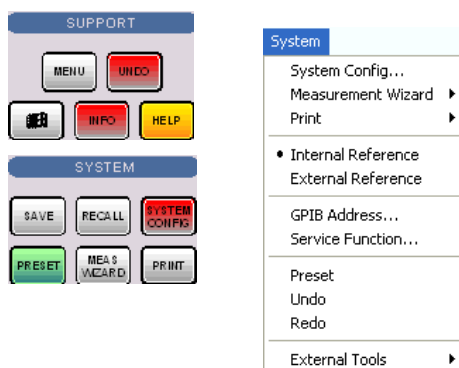 SUPPORT
MENU
UNDO
INFO
HELP
SYSTEM
SAVE
RECALL
SYSTEM
CONFIG
PRESET
MEAS
WIZARD
PRINT
System
System Config...
Measurement Wizard
Print
Internal Reference
External Reference
GPIB Address...
Service Function...
Preset
Undo
Redo
External Tools